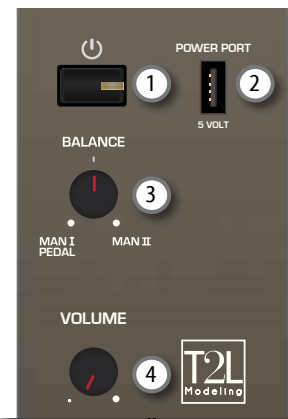 POWER PORT
1
2
5 VOLT
BALANCE
3
MAN I
PEDAL
MAN II
VOLUME
4
T2L
Modeling